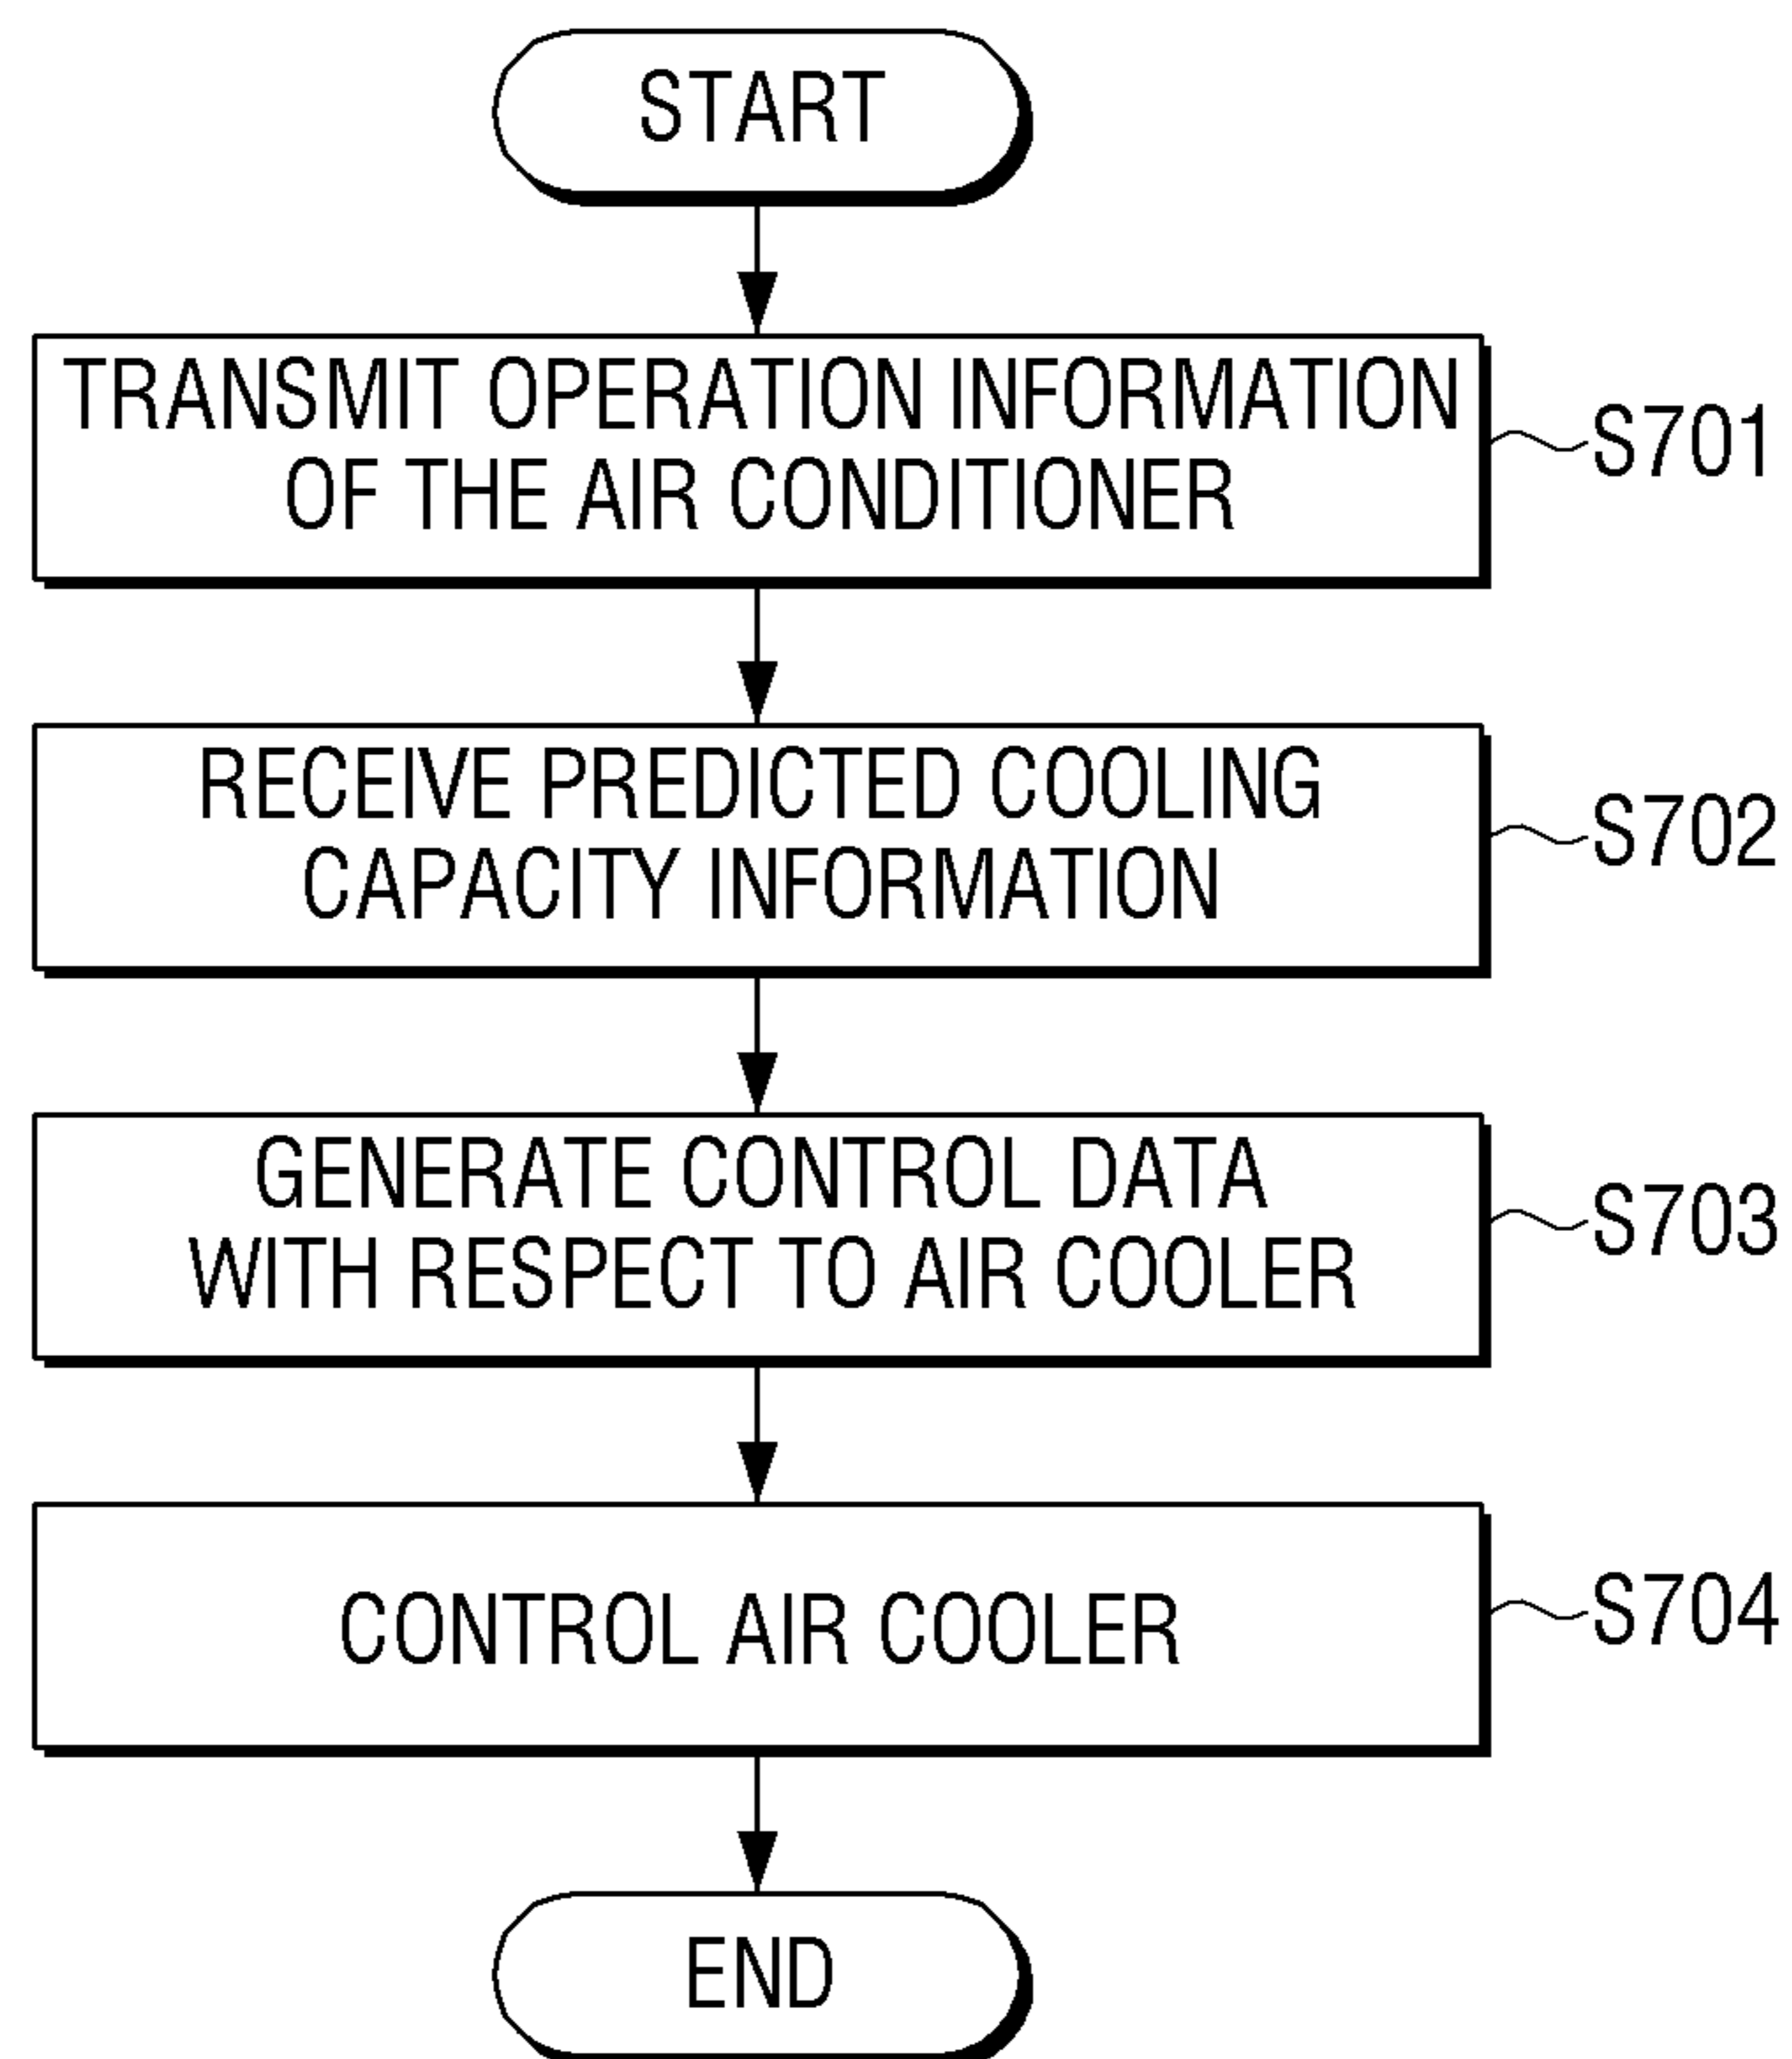 START
TRANSMIT OPERATION INFORMATION
OF THE AIR CONDITIONER
S701
RECEIVE PREDICTED COOLING
CAPACITY INFORMATION
S702
GENERATE CONTROL DATA
WITH RESPECT TO AIR COOLER
S703
CONTROL AIR COOLER
S704
END